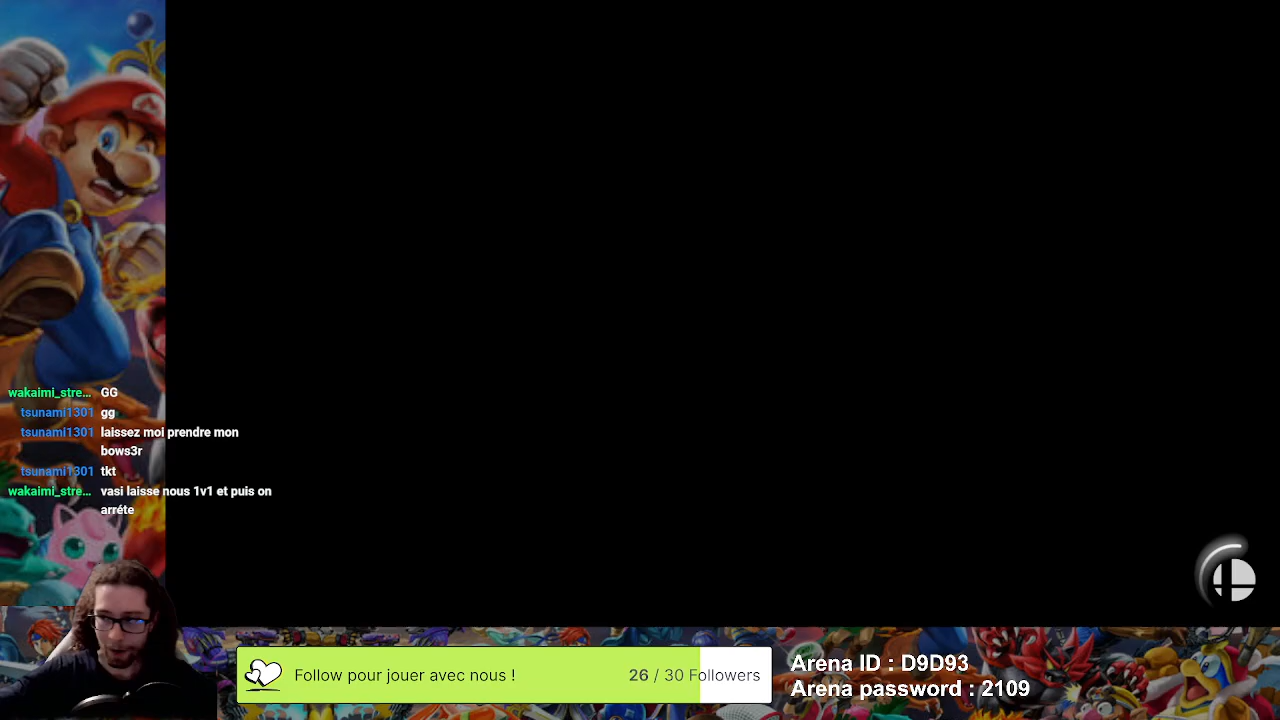 wakaimi_stre… GG
tsunami1301 gg
tsunami1301 laissez moi prendre mon
bows3r
tsunami1301 tkt
wakaimi_stre… vasi laisse nous 1v1 et puis on
arréte
Follow pour jouer avec nous ! 26 / 30 Followers
Arena ID : D9D93
Arena password : 2109